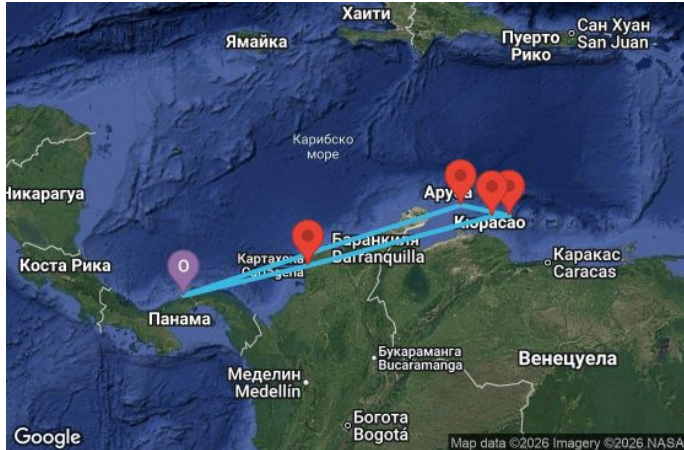 Хаити
Ямайка
Пуерто
Рико
Сан Хуан
San Juan
Карибско
море
Никарагуа
Аруба
Кюрасао
Баранкиля
Barranquilla
Картахена
Cartagena
Каракас
Caracas
Коста Рика
O
Панама
Букараманга
Bucaramanga
Венецуела
Меделин
Medellín
Богота
Bogotá
Google
Map data ©2026 Imagery ©2026 NASA